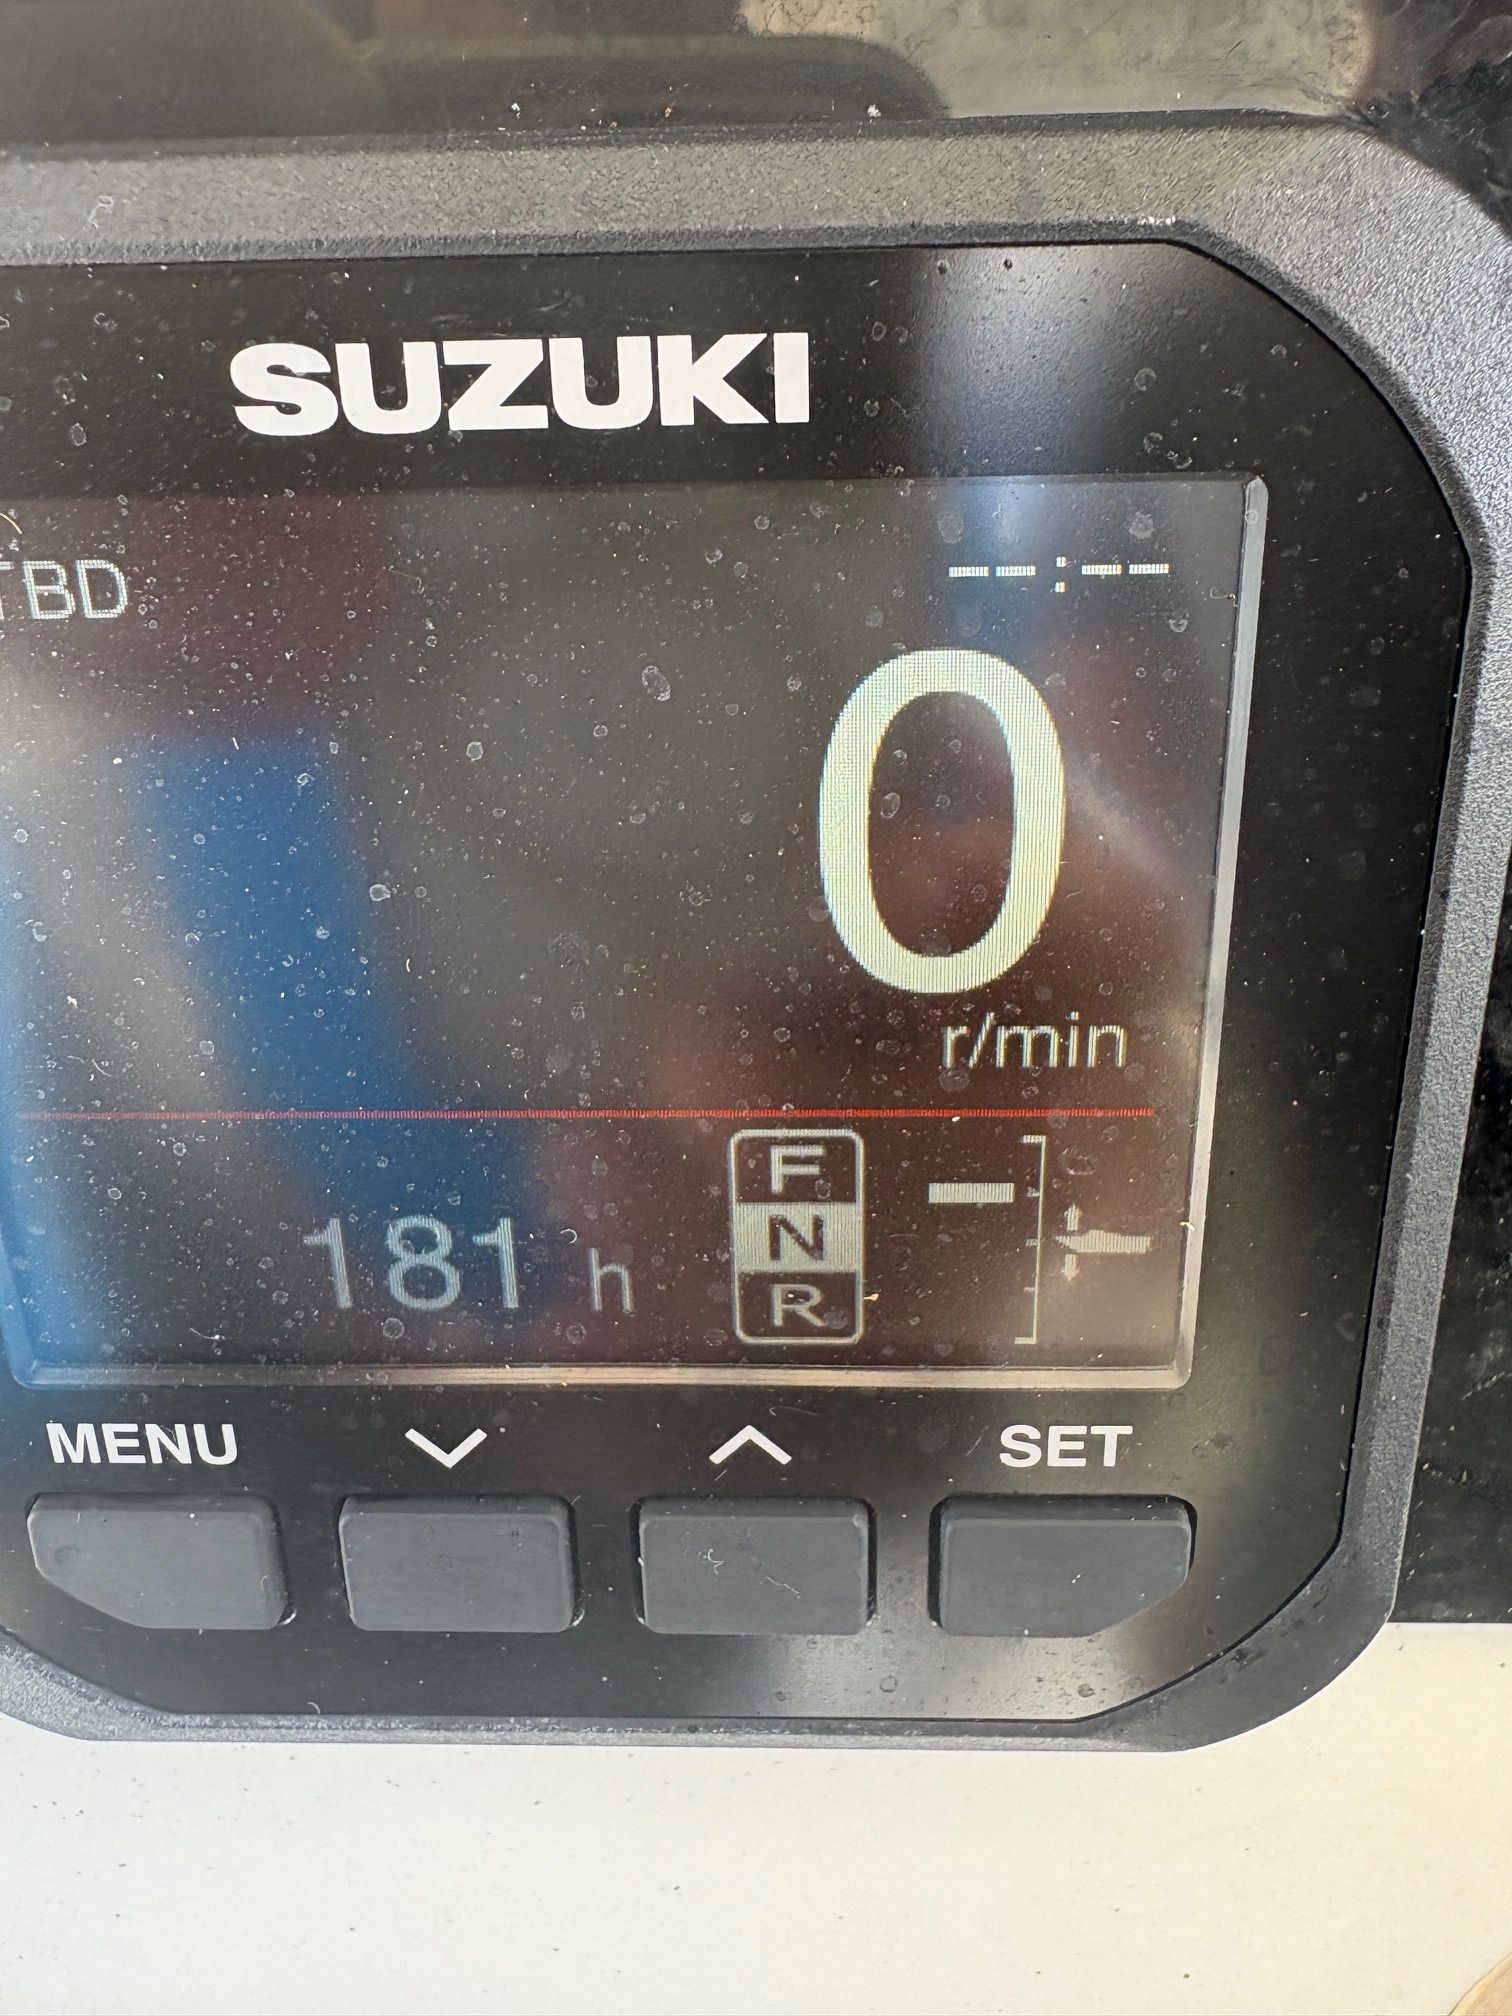 SUZUKI
TBD
-- : --
0
r/min
181 h
F
N
R
MENU
SET